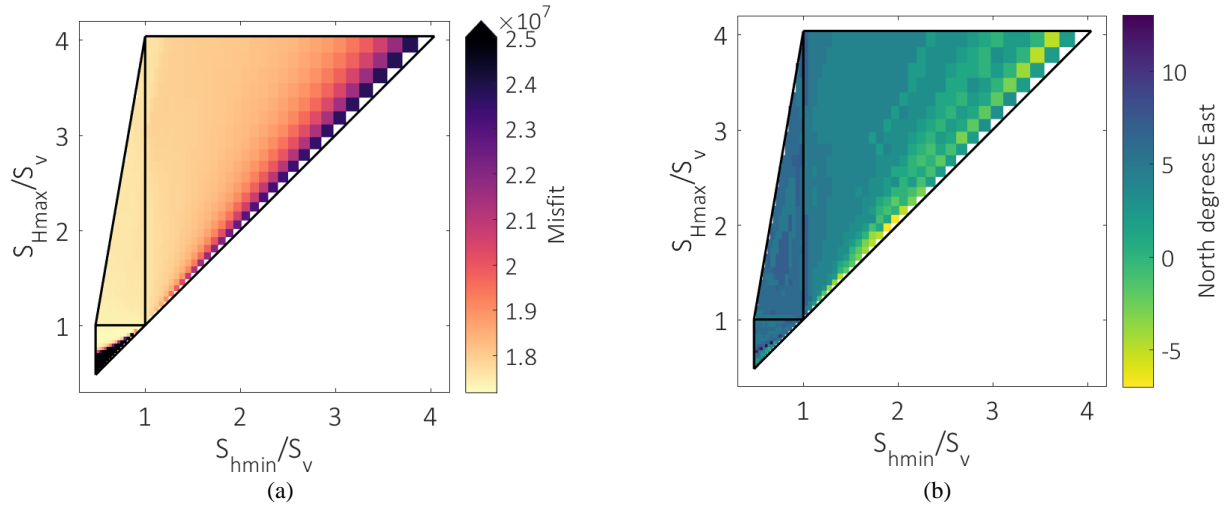 ×10⁷
4
3
2
1
S_Hmax/S_v
1 2 3 4
S_hmin/S_v
2.5
2.4
2.3
2.2
2.1
2
1.9
1.8
Misfit
(a)
4
3
2
1
S_Hmax/S_v
1 2 3 4
S_hmin/S_v
10
5
0
-5
North degrees East
(b)